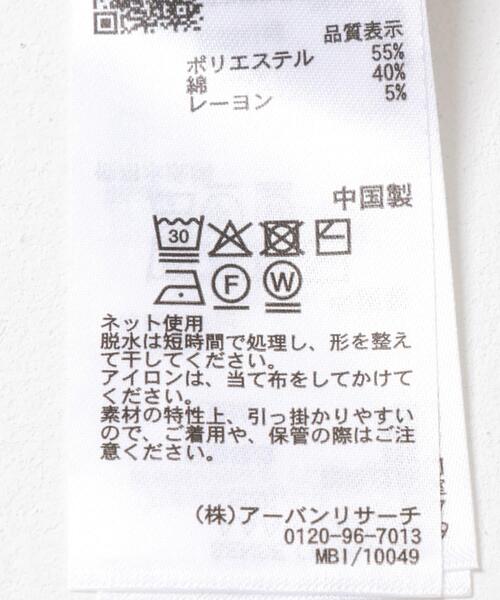 品質表示
ポリエステル 55%
綿 40%
レーヨン 5%
中国製
30
F W
ネット使用
脱水は短時間で処理し、形を整え
て干してください。
アイロンは、当て布をしてかけて
ください。
素材の特性上、引っ掛かりやすい
ので、ご着用や、保管の際はご注
意ください。
(株)アーバンリサーチ
0120-96-7013
MBI/10049